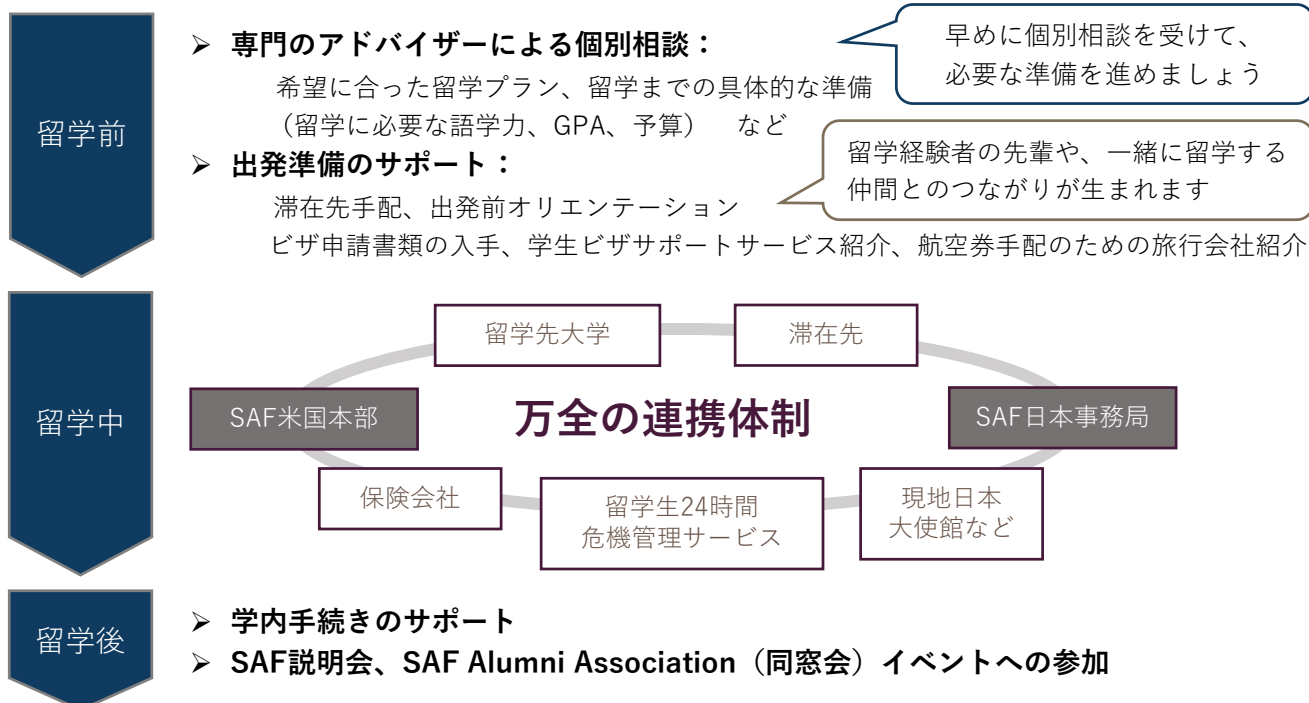 留学前
➢ 専門のアドバイザーによる個別相談：
希望に合った留学プラン、留学までの具体的な準備
（留学に必要な語学力、GPA、予算）　など
早めに個別相談を受けて、
必要な準備を進めましょう
➢ 出発準備のサポート：
滞在先手配、出発前オリエンテーション
ビザ申請書類の入手、学生ビザサポートサービス紹介、航空券手配のための旅行会社紹介
留学経験者の先輩や、一緒に留学する
仲間とのつながりが生まれます
留学中
留学先大学
滞在先
SAF米国本部
万全の連携体制
SAF日本事務局
保険会社
留学生24時間
危機管理サービス
現地日本
大使館など
留学後
➢ 学内手続きのサポート
➢ SAF説明会、SAF Alumni Association（同窓会）イベントへの参加